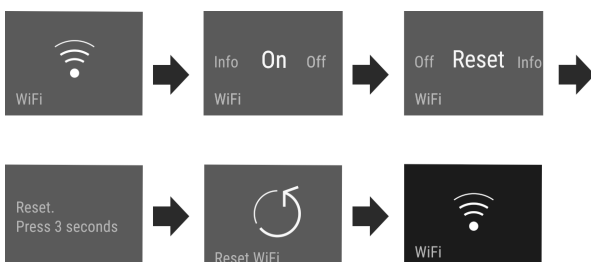 WiFi
Info On Off
WiFi
Off Reset Info
WiFi
Reset.
Press 3 seconds
Reset WiFi
WiFi